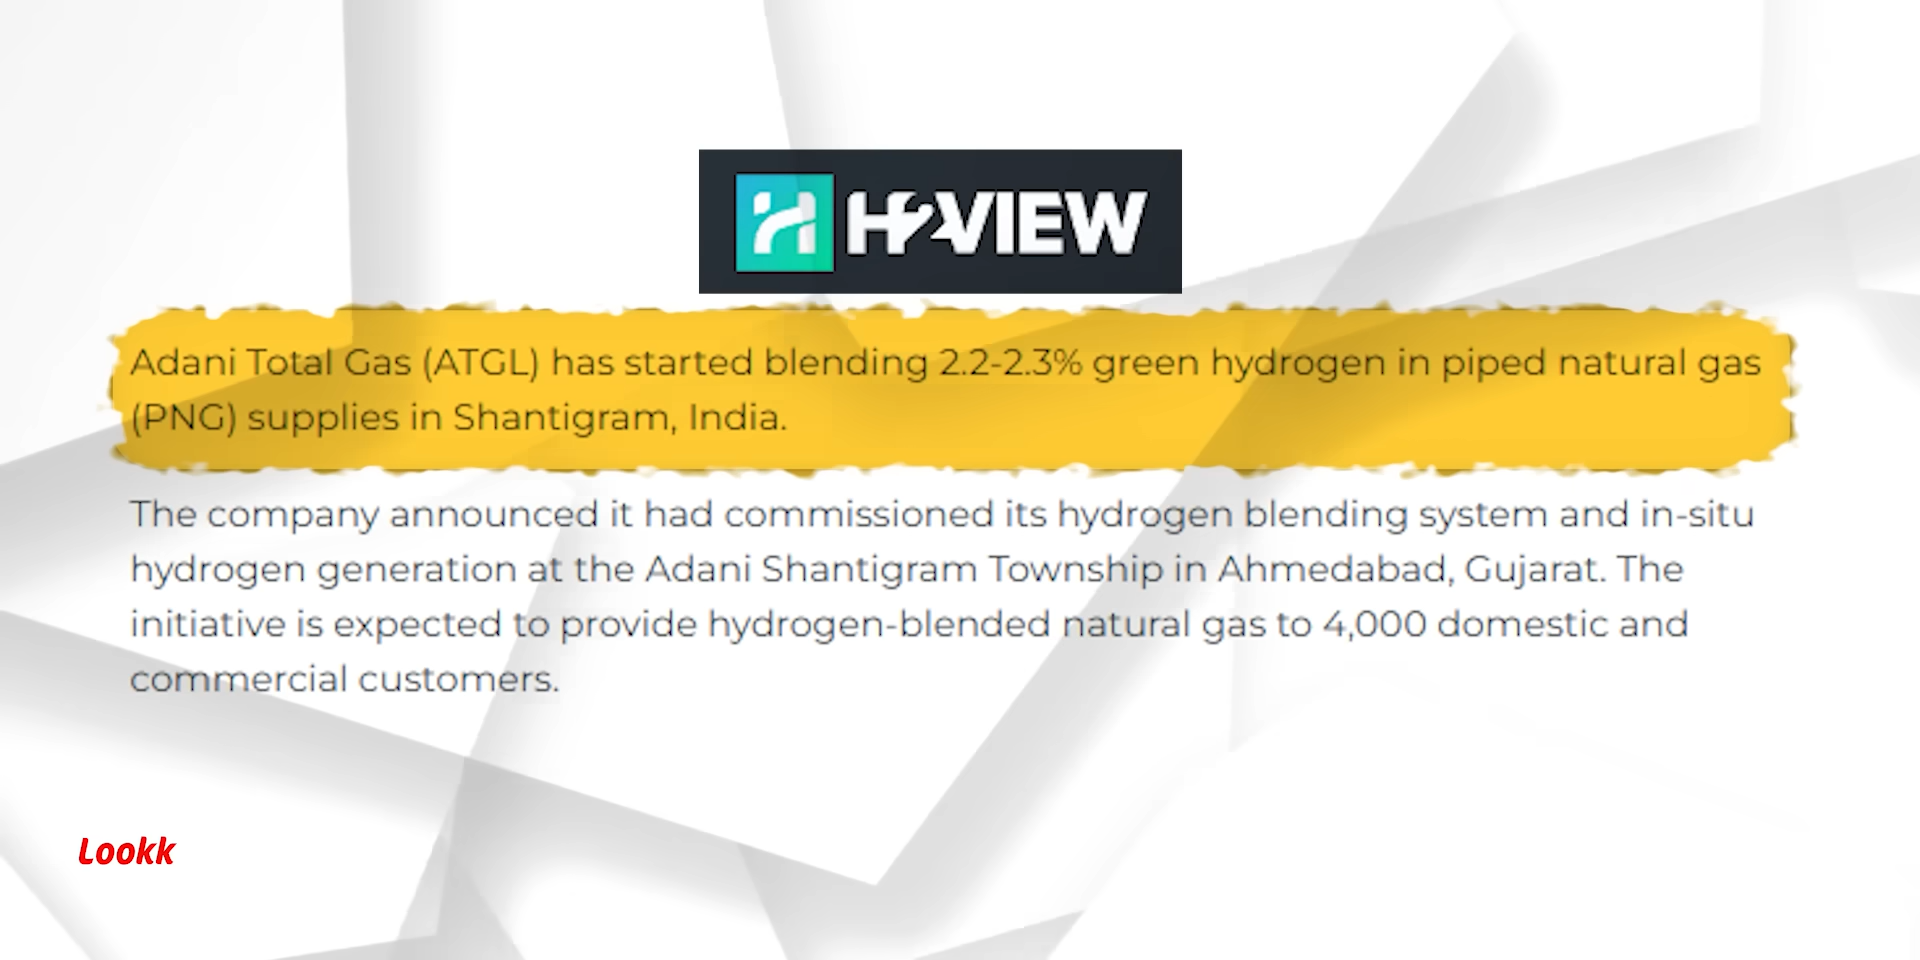 H2VIEW
Adani Total Gas (ATGL) has started blending 2.2-2.3% green hydrogen in piped natural gas
(PNG) supplies in Shantigram, India.
The company announced it had commissioned its hydrogen blending system and in-situ
hydrogen generation at the Adani Shantigram Township in Ahmedabad, Gujarat. The
initiative is expected to provide hydrogen-blended natural gas to 4,000 domestic and
commercial customers.
Lookk